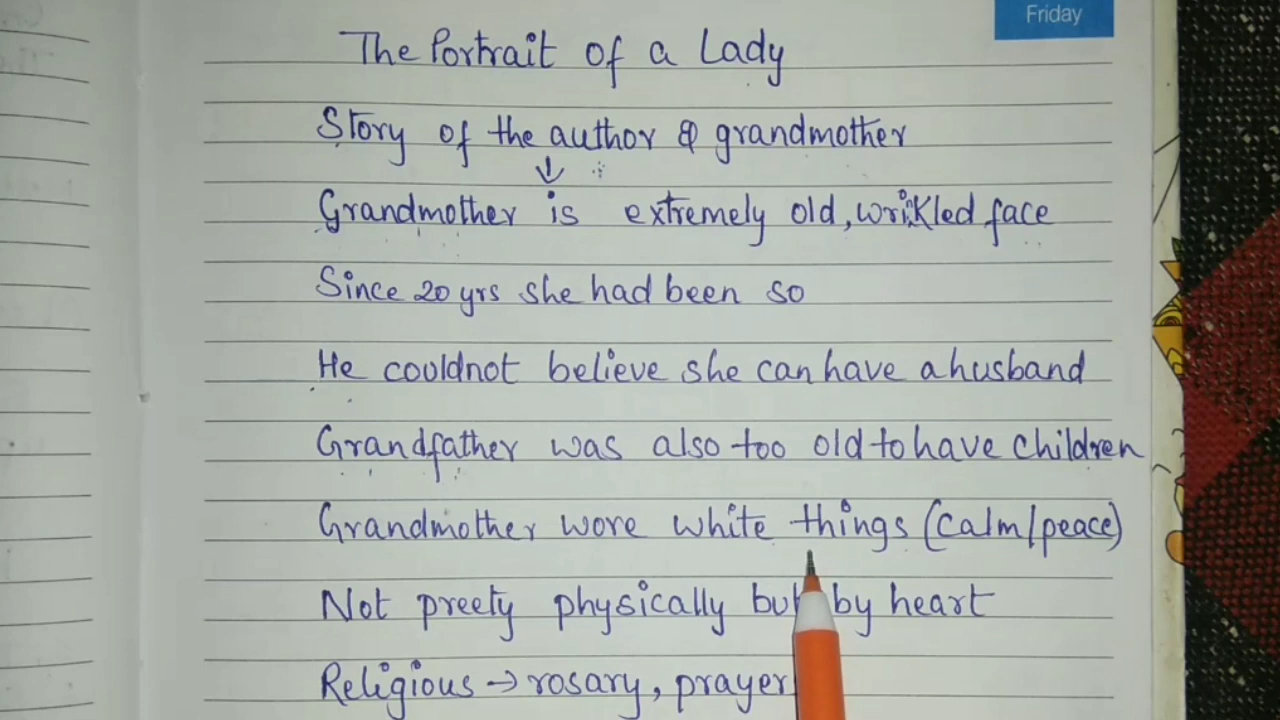 Friday
The Portrait of a Lady
Story of the author & grandmother
↓
Grandmother is extremely old, wrinkled face
Since 20 yrs she had been so
He couldnot believe she can have a husband
Grandfather was also too old to have children
Grandmother wore white things (calm/peace)
Not preety physically but by heart
Religious → rosary, prayer